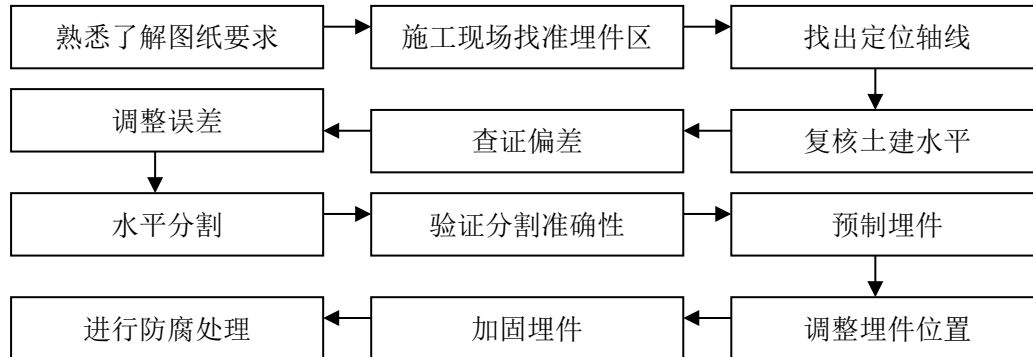 熟悉了解图纸要求
施工现场找准埋件区
找出定位轴线
复核土建水平
查证偏差
调整误差
水平分割
验证分割准确性
预制埋件
调整埋件位置
加固埋件
进行防腐处理